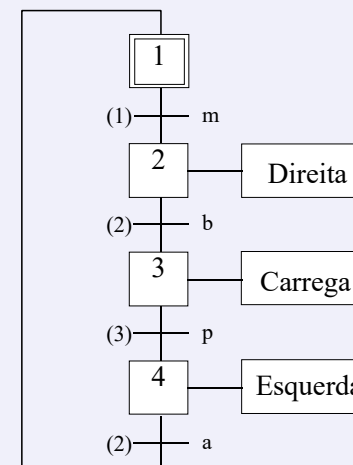 1
(1) m
2 Direita
(2) b
3 Carrega
(3) p
4 Esquerda
(2) a